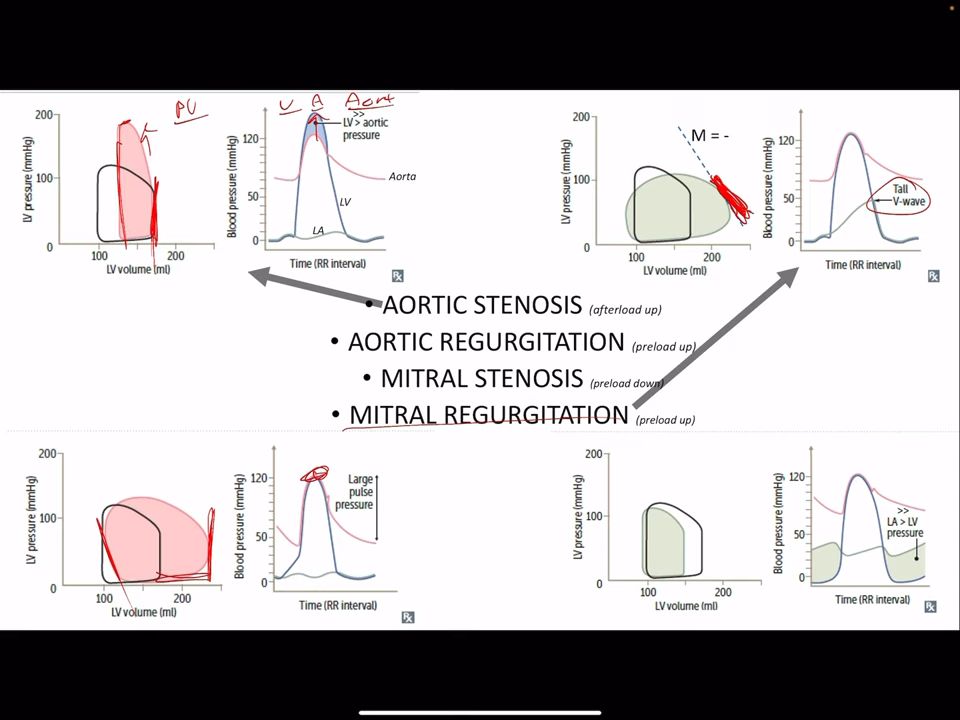 PV
200
100
0
LV pressure (mmHg)
100
200
LV volume (ml)
V A Aort
>>
LV > aortic
pressure
120
50
0
Blood pressure (mmHg)
Aorta
LV
LA
Time (RR interval)
Rx
200
100
0
LV pressure (mmHg)
100
200
LV volume (ml)
M = -
120
50
0
Blood pressure (mmHg)
Tall
V-wave
Time (RR interval)
Rx
• AORTIC STENOSIS (afterload up)
• AORTIC REGURGITATION (preload up)
• MITRAL STENOSIS (preload down)
• MITRAL REGURGITATION (preload up)
200
100
0
LV pressure (mmHg)
100
200
LV volume (ml)
120
50
0
Blood pressure (mmHg)
Large
pulse
pressure
Time (RR interval)
Rx
200
100
0
LV pressure (mmHg)
100
200
LV volume (ml)
120
50
0
Blood pressure (mmHg)
>>
LA > LV
pressure
Time (RR interval)
Rx